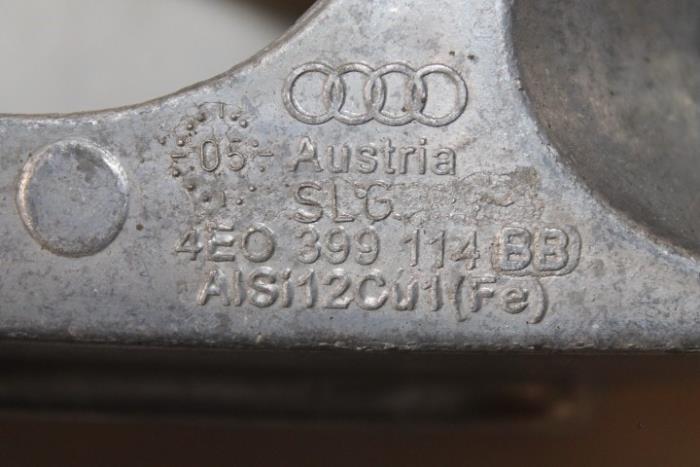 -05- Austria
SLG
4E0 399 114 BB
AlSi12Cu1(Fe)